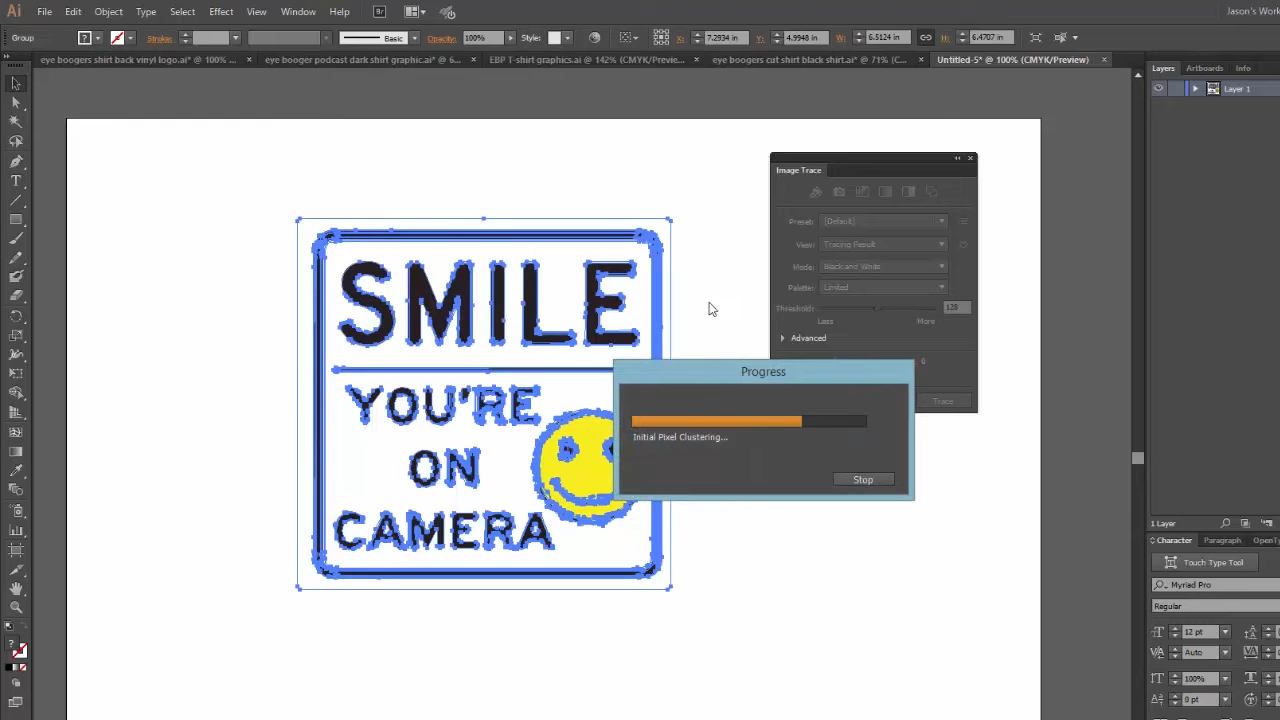 Ai File Edit Object Type Select Effect View Window Help Br Jason's Work
Group ? Stroke: Basic Opacity: 100% Style: X: 7.2934 in Y: 4.9948 in W: 6.5124 in H: 6.4707 in
eye boogers shirt back vinyl logo.ai* @ 100% ... × eye booger podcast dark shirt graphic.ai* @ 6... × EBP T-shirt graphics.ai @ 142% (CMYK/Previe... × eye boogers cut shirt black shirt.ai* @ 71% (C... × Untitled-5* @ 100% (CMYK/Preview) ×
Layers Artboards Info
Layer 1
Image Trace
Preset: [Default]
View: Tracing Result
Mode: Black and White
Palette: Limited
Threshold: 128
Less More
Advanced
0
Trace
Progress
Initial Pixel Clustering...
Stop
SMILE
YOU'RE
ON
CAMERA
1 Layer
Character Paragraph OpenTy
Touch Type Tool
Myriad Pro
Regular
12 pt
Auto
100%
0 pt